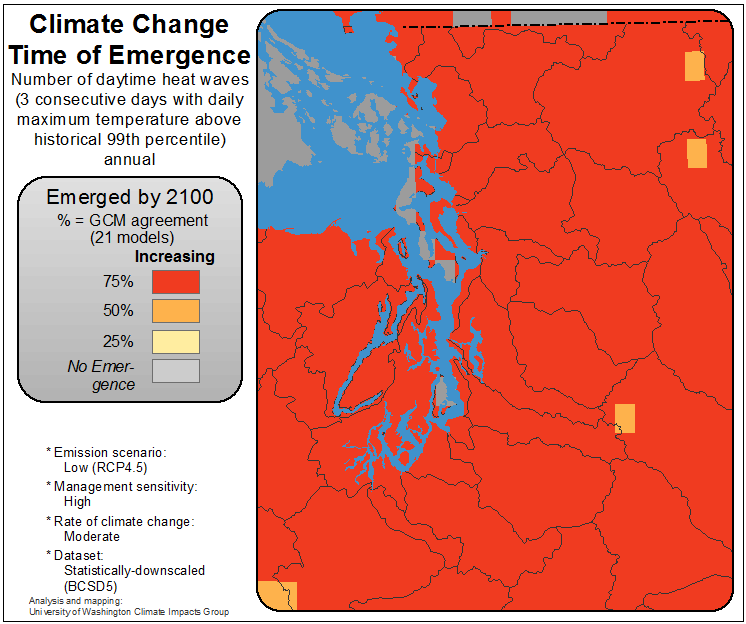 Climate Change
Time of Emergence
Number of daytime heat waves
(3 consecutive days with daily
maximum temperature above
historical 99th percentile)
annual
Emerged by 2100
% = GCM agreement
(21 models)
Increasing
75%
50%
25%
No Emer-
gence
* Emission scenario:
Low (RCP4.5)
* Management sensitivity:
High
* Rate of climate change:
Moderate
* Dataset:
Statistically-downscaled
(BCSD5)
Analysis and mapping:
University of Washington Climate Impacts Group